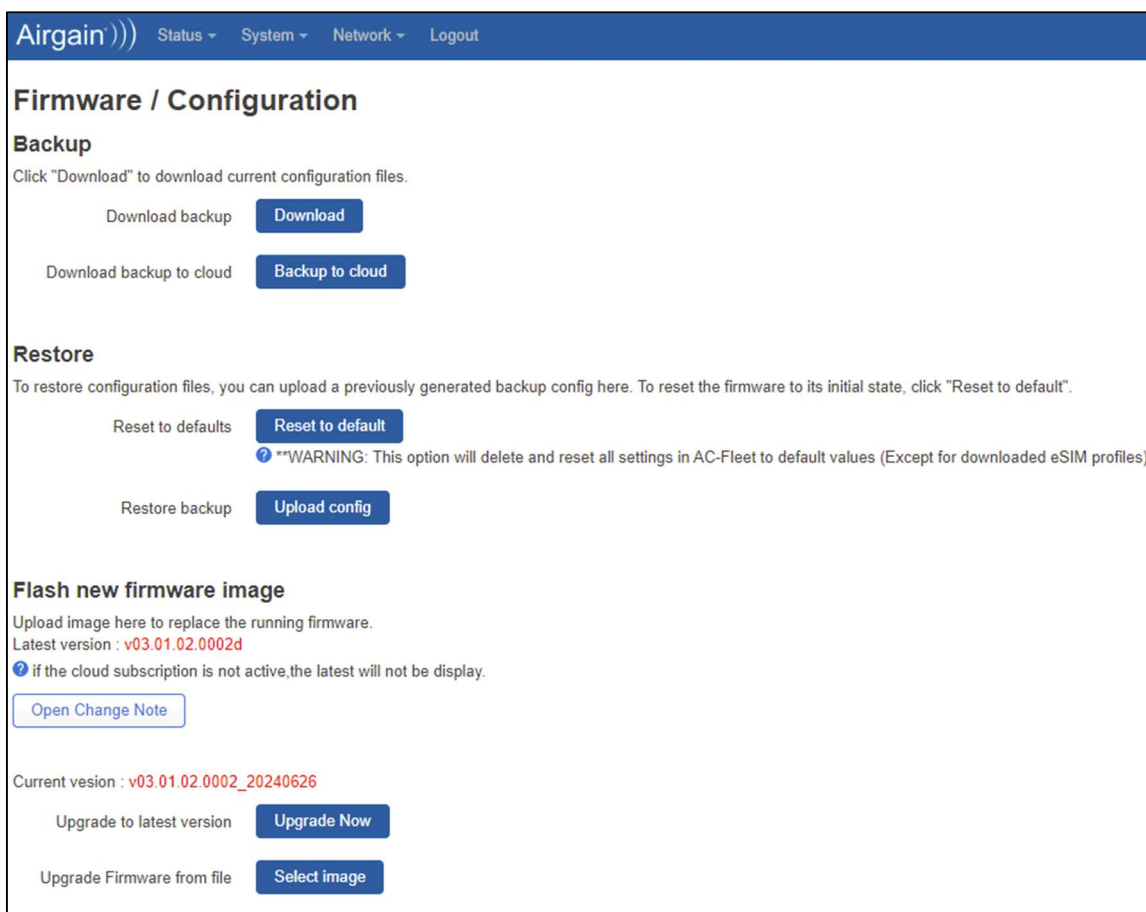 Airgain))) Status System Network Logout
Firmware / Configuration
Backup
Click "Download" to download current configuration files.
Download backup Download
Download backup to cloud Backup to cloud
Restore
To restore configuration files, you can upload a previously generated backup config here. To reset the firmware to its initial state, click "Reset to default".
Reset to defaults Reset to default
? **WARNING: This option will delete and reset all settings in AC-Fleet to default values (Except for downloaded eSIM profiles)
Restore backup Upload config
Flash new firmware image
Upload image here to replace the running firmware.
Latest version : v03.01.02.0002d
? if the cloud subscription is not active,the latest will not be display.
Open Change Note
Current vesion : v03.01.02.0002_20240626
Upgrade to latest version Upgrade Now
Upgrade Firmware from file Select image